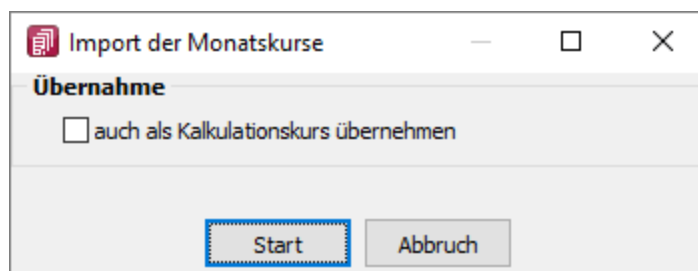 Import der Monatskurse
Übernahme
auch als Kalkulationskurs übernehmen
Start
Abbruch